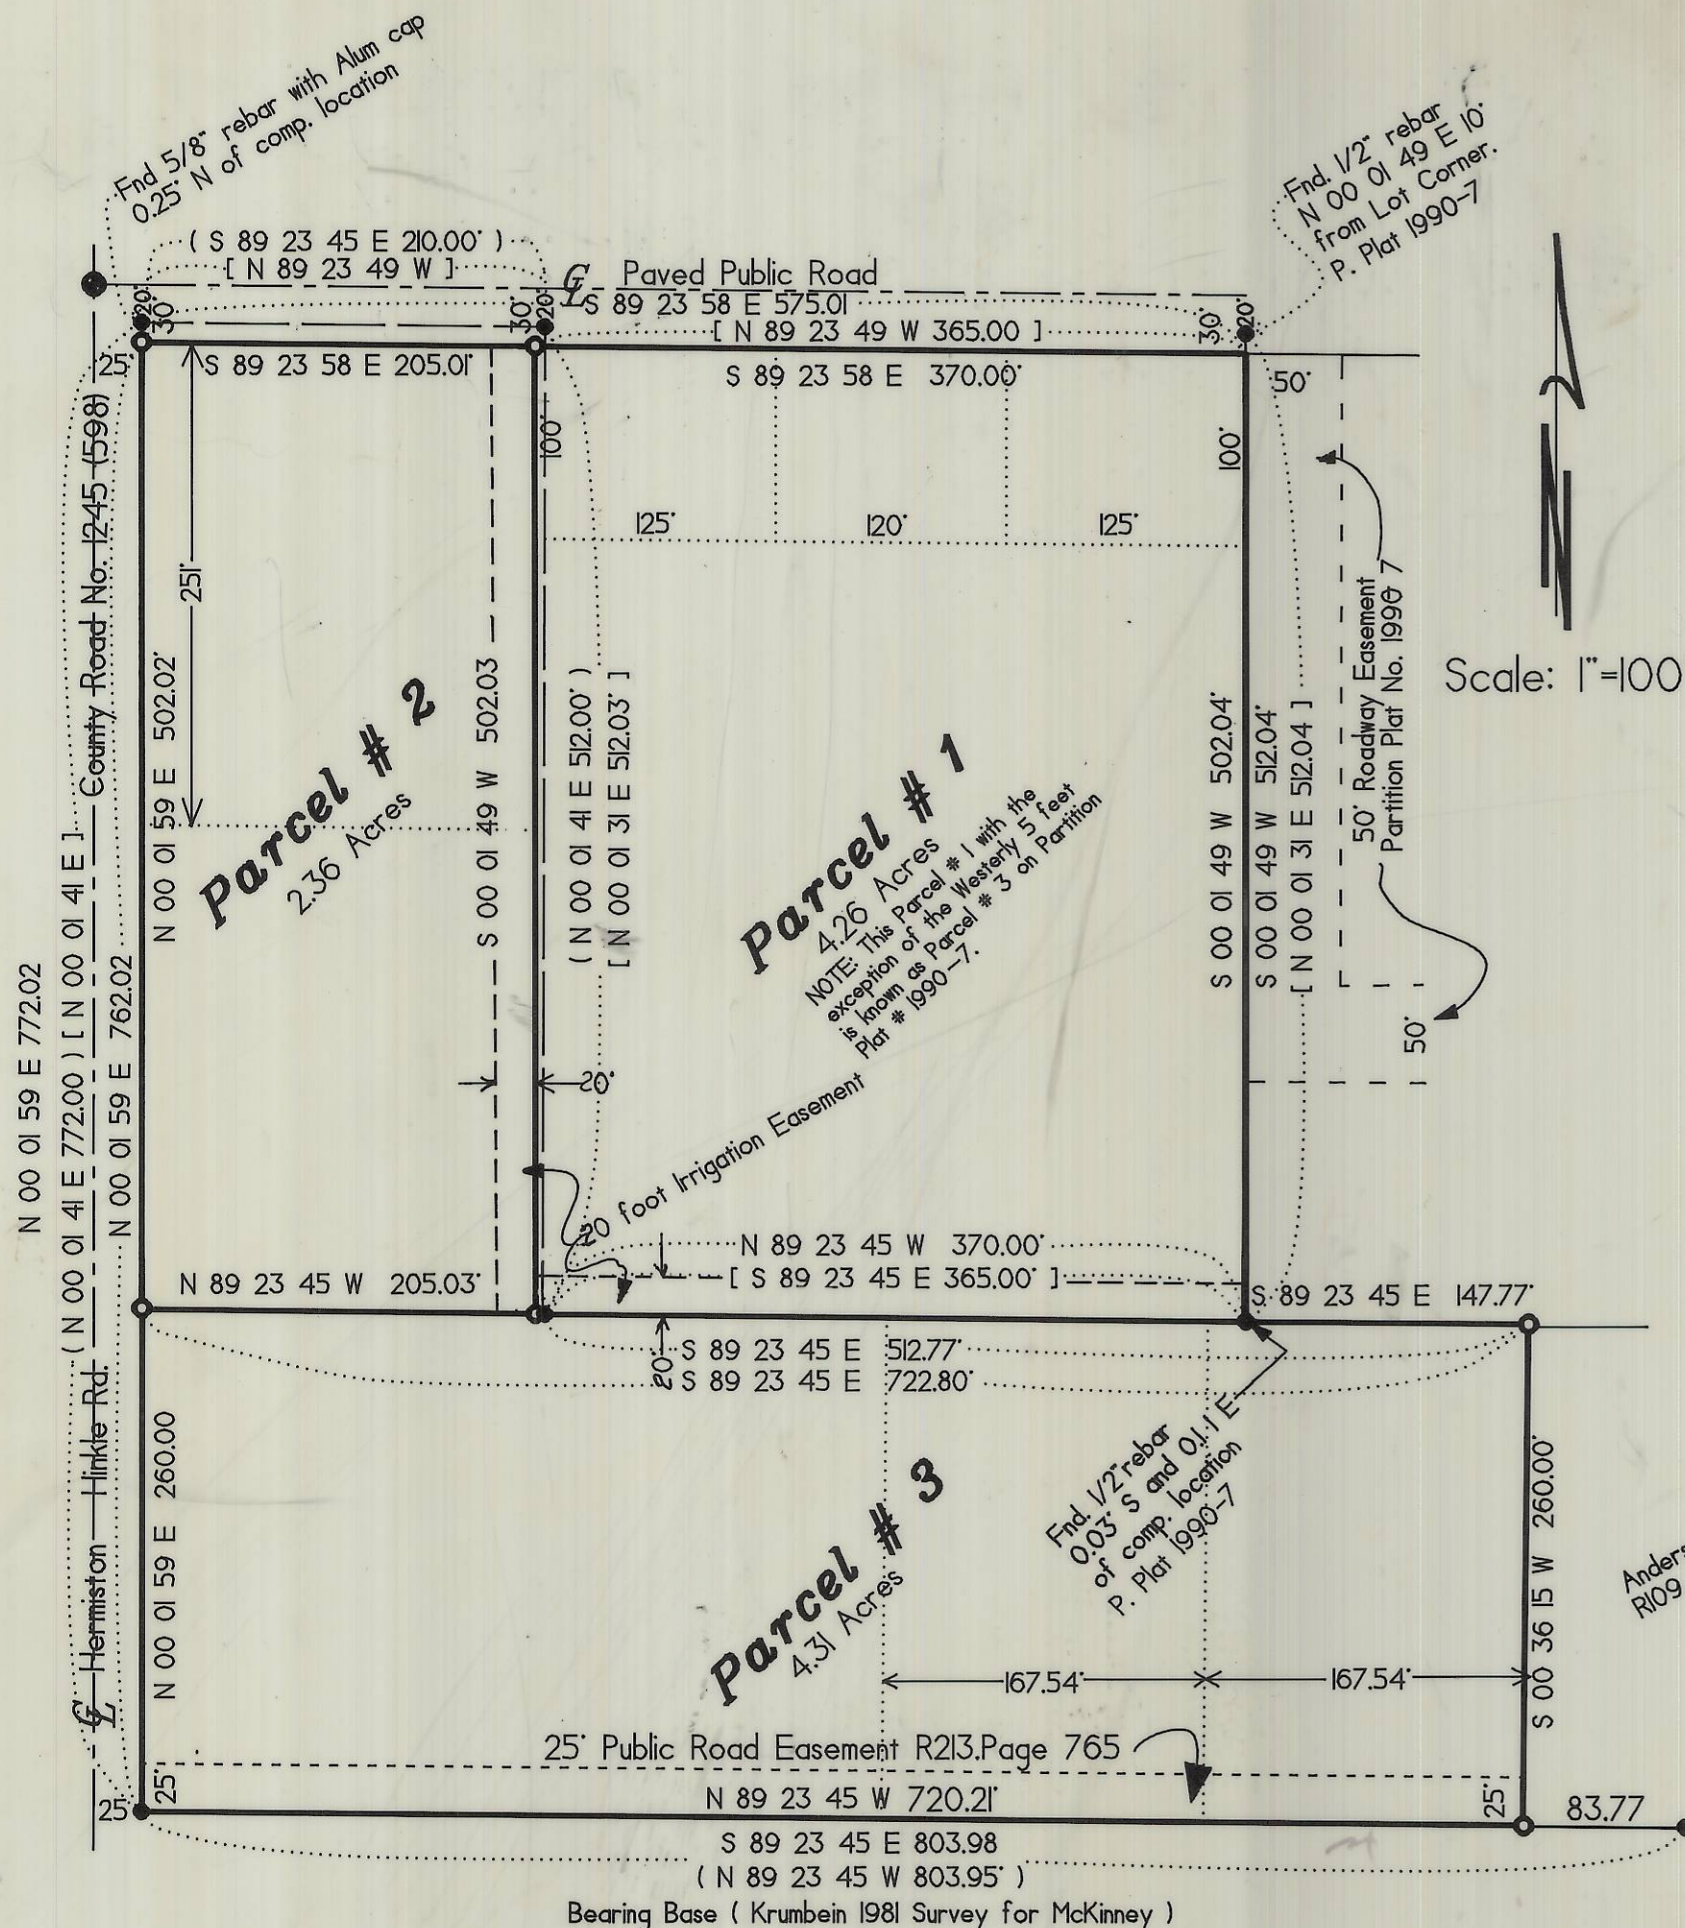 Fnd 5/8" rebar with Alum cap
0.25' N of comp. location
Fnd. 1/2" rebar
N 00 01 49 E 10'
from Lot Corner.
P. Plat 1990-7
( S 89 23 45 E 210.00' )
[ N 89 23 49 W ]
CL Paved Public Road
S 89 23 58 E 575.01
[ N 89 23 49 W 365.00 ]
20'
30'
30'
20'
30'
20'
25'
S 89 23 58 E 205.01'
S 89 23 58 E 370.00'
50'
100'
100'
125'
120'
125'
251'
County Road No. 1245 (598)
CL Hermiston - Hinkle Rd.
N 00 01 59 E 772.02
( N 00 01 41 E 772.00 ) [ N 00 01 41 E ]
N 00 01 59 E 762.02
N 00 01 59 E 502.02'
Parcel # 2
2.36 Acres
S 00 01 49 W 502.03
( N 00 01 41 E 512.00' )
[ N 00 01 31 E 512.03' ]
Parcel # 1
4.26 Acres
NOTE: This Parcel # 1 with the
exception of the Westerly 5 feet
is known as Parcel # 3 on Partition
Plat # 1990-7.
S 00 01 49 W 502.04'
S 00 01 49 W 512.04'
[ N 00 01 31 E 512.04 ]
50' Roadway Easement
Partition Plat No. 1990 7
50'
Scale: 1"=100
20'
20 foot Irrigation Easement
N 89 23 45 W 370.00'
[ S 89 23 45 E 365.00' ]
N 89 23 45 W 205.03'
S 89 23 45 E 147.77'
20'
S 89 23 45 E 512.77'
S 89 23 45 E 722.80'
Fnd. 1/2" rebar
0.03' S and 0.11 E
of comp. location
P. Plat 1990-7
N 00 01 59 E 260.00
Parcel # 3
4.31 Acres
S 00 36 15 W 260.00'
Anders
R109
167.54'
167.54'
25' Public Road Easement R213.Page 765
25'
25'
N 89 23 45 W 720.21'
25'
83.77
S 89 23 45 E 803.98
( N 89 23 45 W 803.95' )
Bearing Base ( Krumbein 1981 Survey for McKinney )